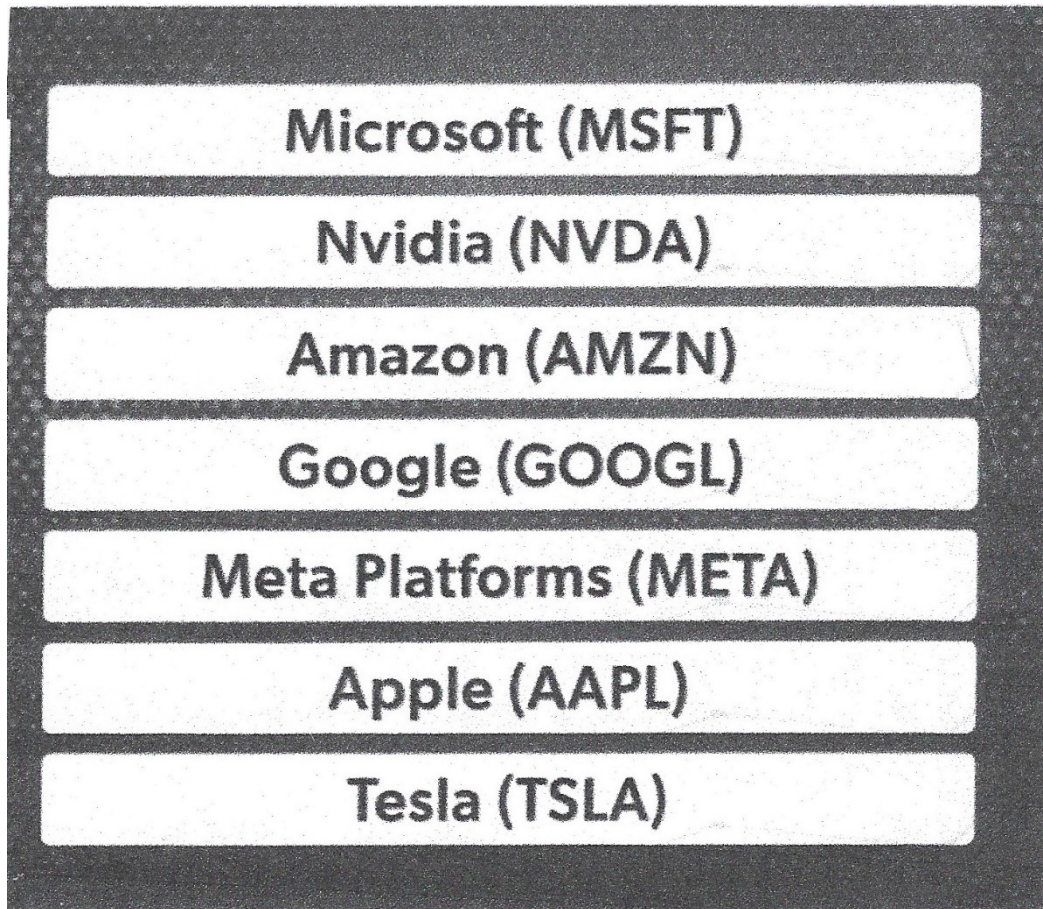 Microsoft (MSFT)
Nvidia (NVDA)
Amazon (AMZN)
Google (GOOGL)
Meta Platforms (META)
Apple (AAPL)
Tesla (TSLA)